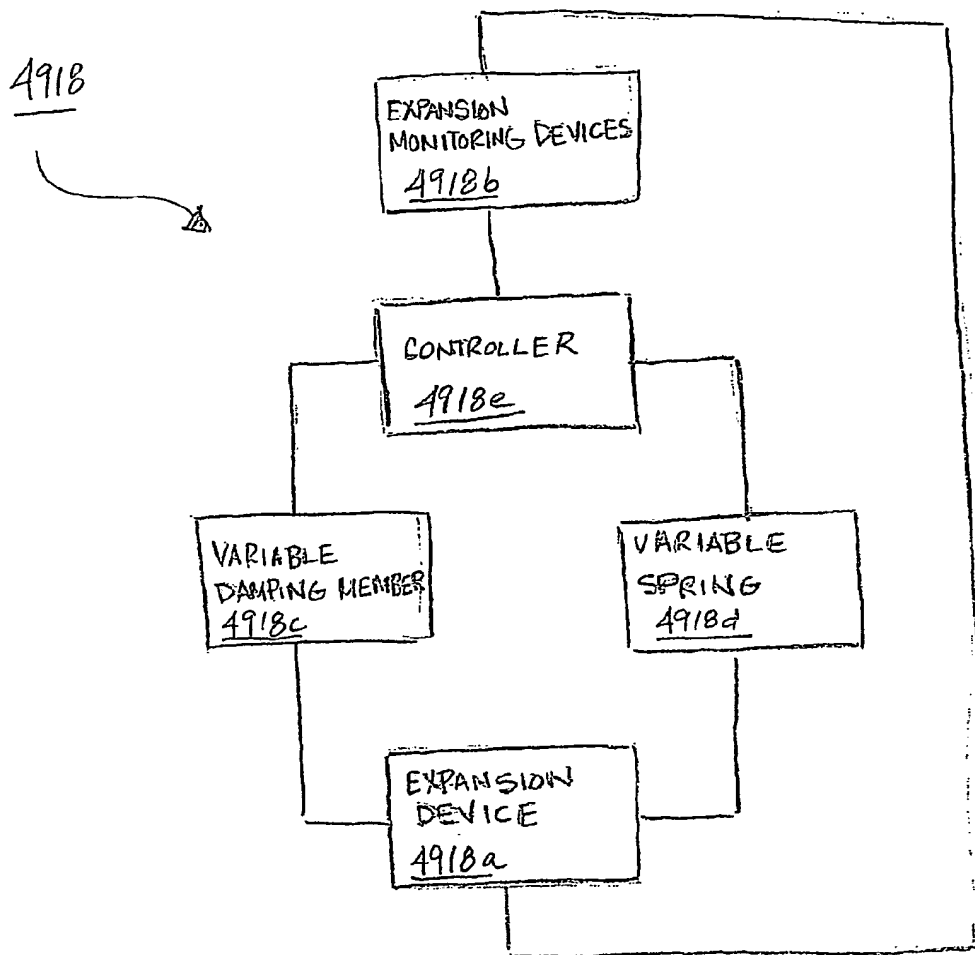 4918
EXPANSION
MONITORING DEVICES
4918b
CONTROLLER
4918e
VARIABLE
DAMPING MEMBER
4918c
VARIABLE
SPRING
4918d
EXPANSION
DEVICE
4918a